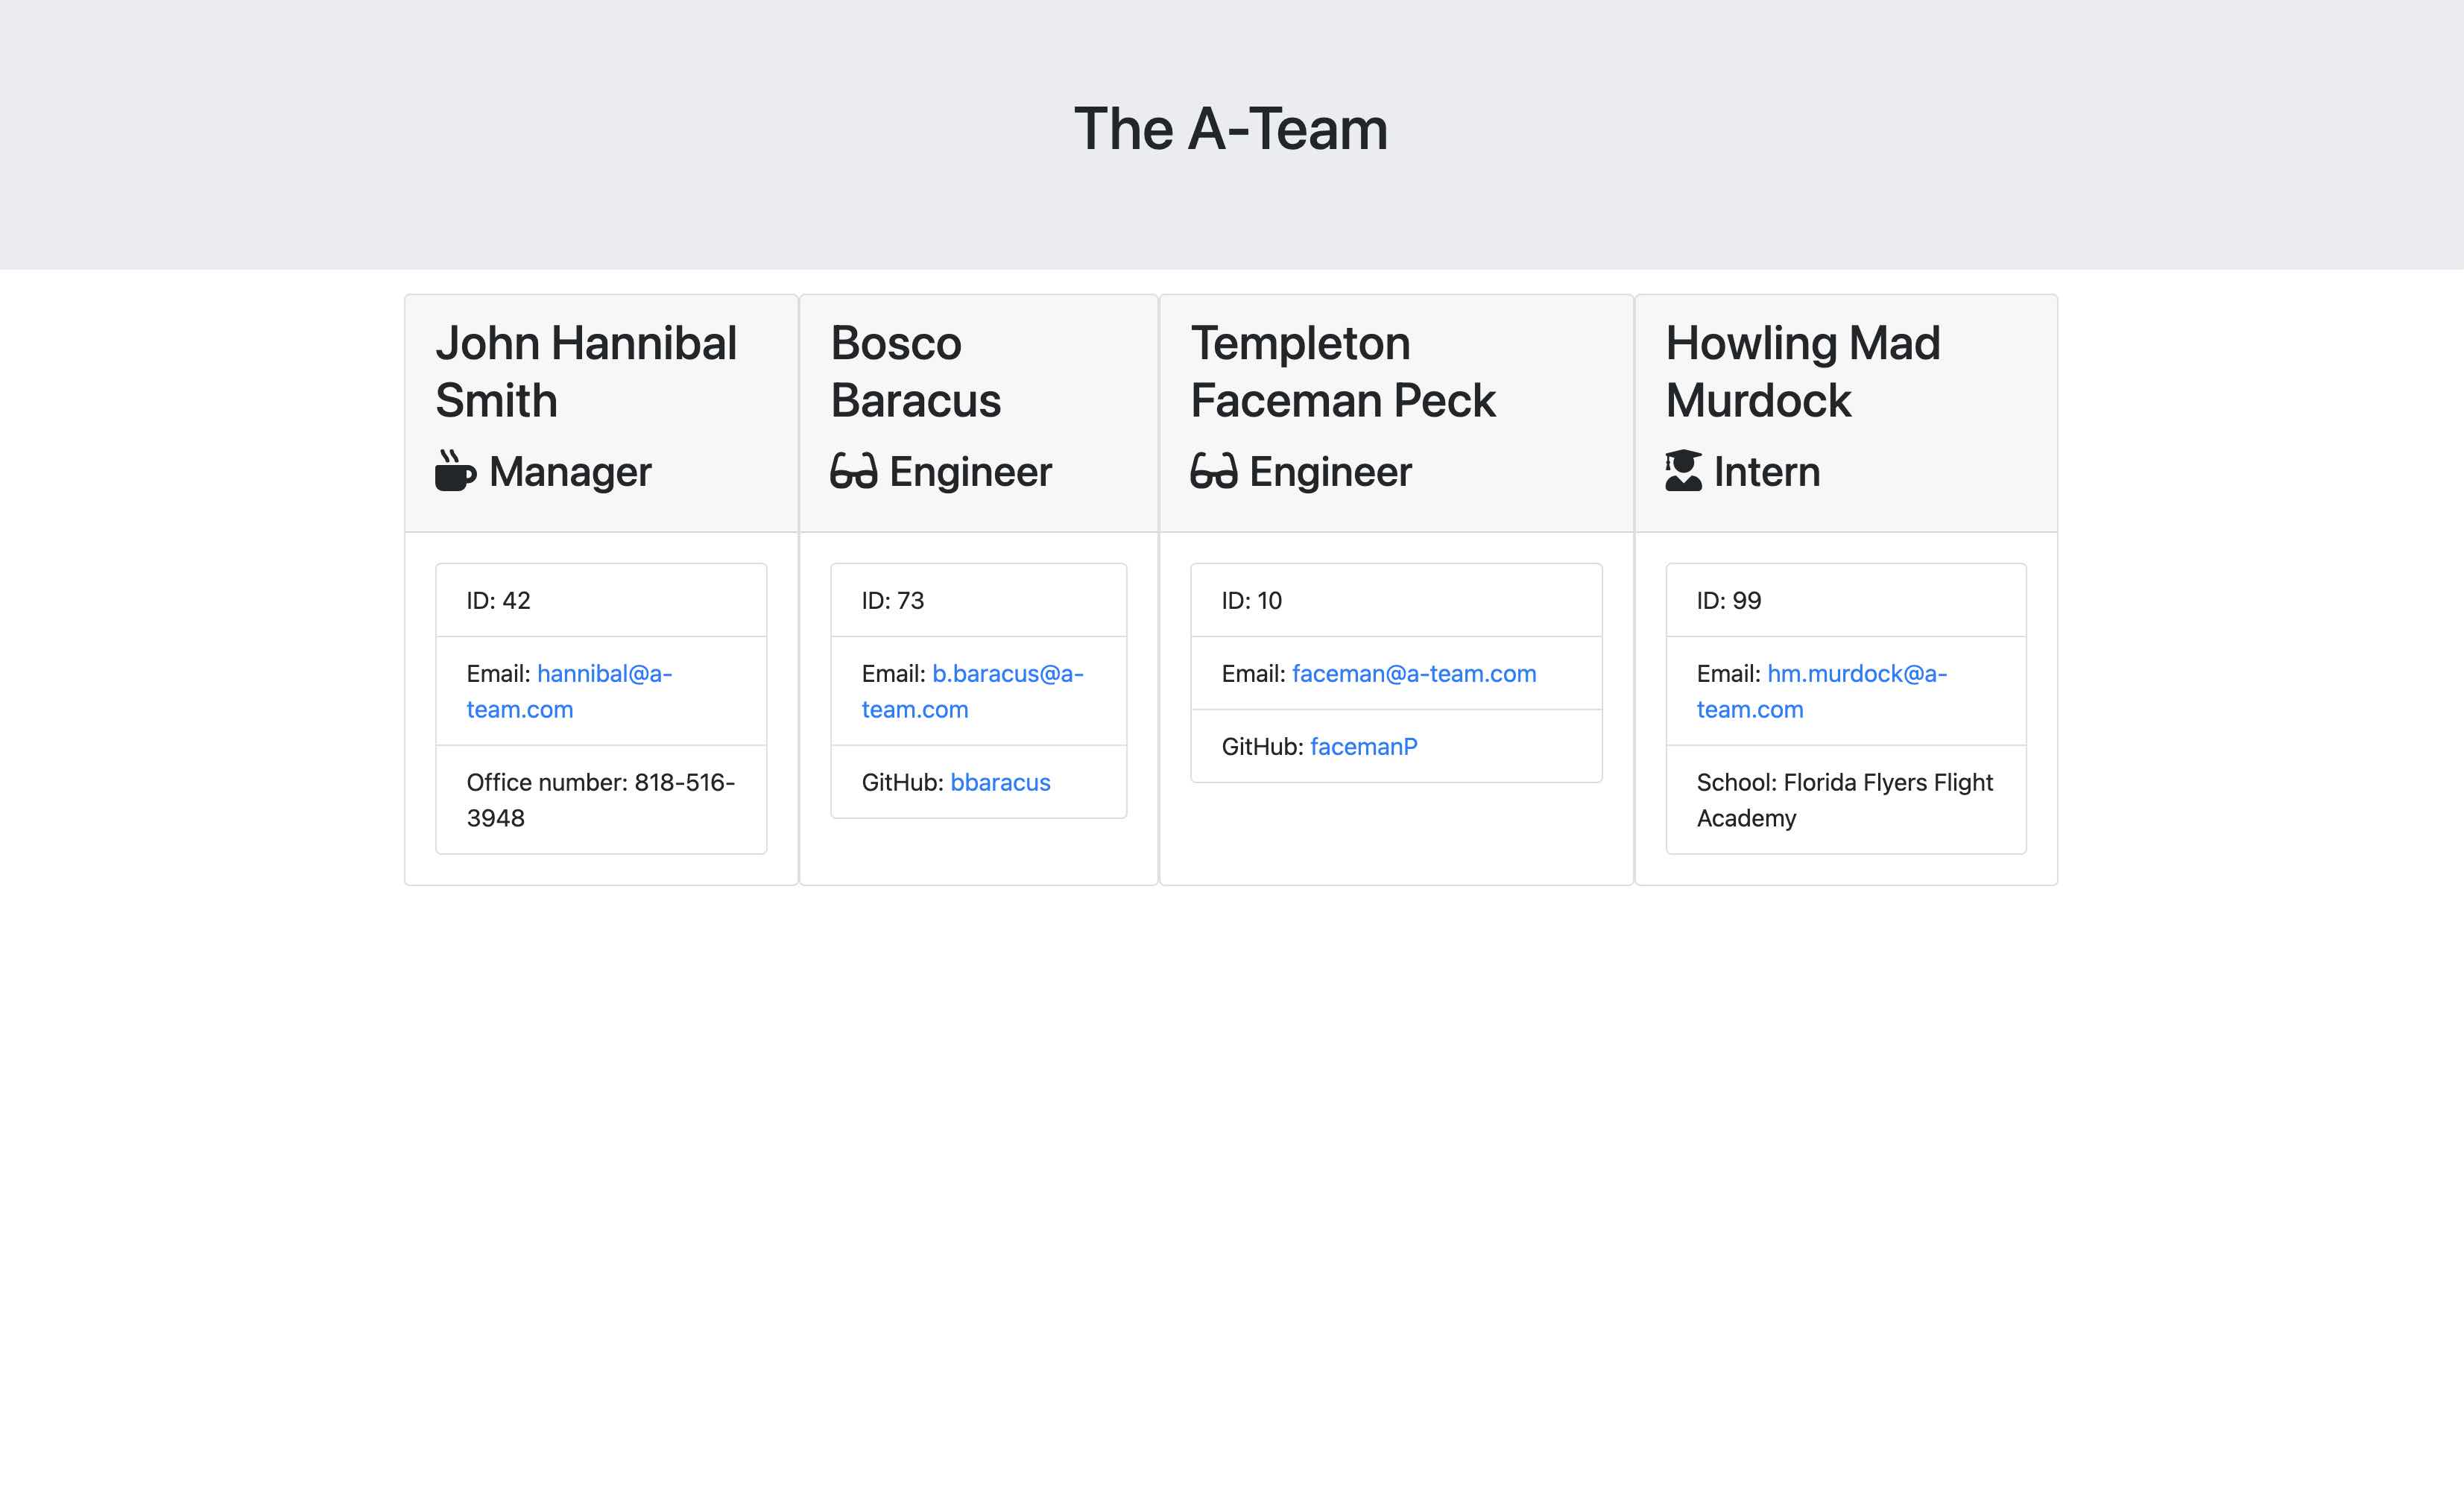 The A-Team
John Hannibal
Smith
Manager
ID: 42
Email: hannibal@a-
team.com
Office number: 818-516-
3948
Bosco
Baracus
Engineer
ID: 73
Email: b.baracus@a-
team.com
GitHub: bbaracus
Templeton
Faceman Peck
Engineer
ID: 10
Email: faceman@a-team.com
GitHub: facemanP
Howling Mad
Murdock
Intern
ID: 99
Email: hm.murdock@a-
team.com
School: Florida Flyers Flight
Academy